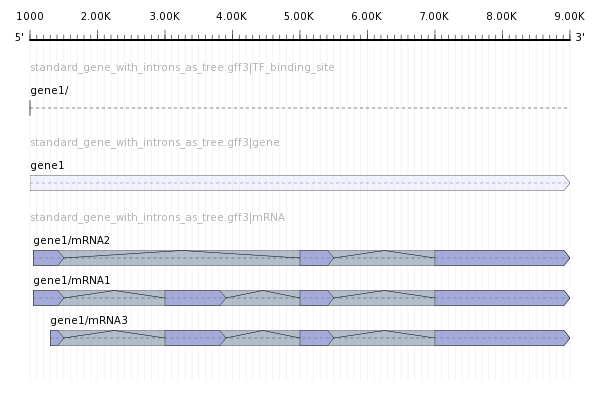 1000 2.00K 3.00K 4.00K 5.00K 6.00K 7.00K 8.00K 9.00K
5' 3'
standard_gene_with_introns_as_tree.gff3|TF_binding_site
gene1/
standard_gene_with_introns_as_tree.gff3|gene
gene1
standard_gene_with_introns_as_tree.gff3|mRNA
gene1/mRNA2
gene1/mRNA1
gene1/mRNA3